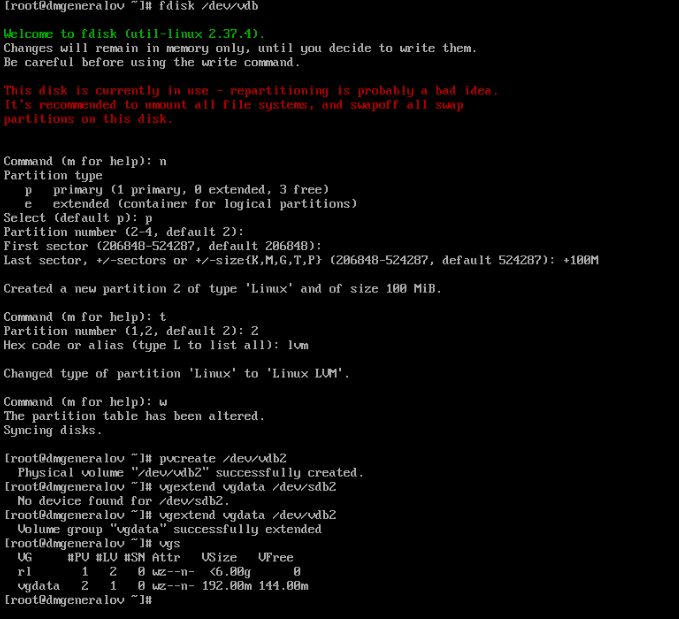 [root@dmgeneralov ~]# fdisk /dev/vdb
Welcome to fdisk (util-linux 2.37.4).
Changes will remain in memory only, until you decide to write them.
Be careful before using the write command.
This disk is currently in use - repartitioning is probably a bad idea.
It's recommended to umount all file systems, and swapoff all swap
partitions on this disk.
Command (m for help): n
Partition type
   p   primary (1 primary, 0 extended, 3 free)
   e   extended (container for logical partitions)
Select (default p): p
Partition number (2-4, default 2):
First sector (206848-524287, default 206848):
Last sector, +/-sectors or +/-size{K,M,G,T,P} (206848-524287, default 524287): +100M
Created a new partition 2 of type 'Linux' and of size 100 MiB.
Command (m for help): t
Partition number (1,2, default 2): 2
Hex code or alias (type L to list all): lvm
Changed type of partition 'Linux' to 'Linux LVM'.
Command (m for help): w
The partition table has been altered.
Syncing disks.
[root@dmgeneralov ~]# pvcreate /dev/vdb2
  Physical volume "/dev/vdb2" successfully created.
[root@dmgeneralov ~]# vgextend vgdata /dev/sdb2
  No device found for /dev/sdb2.
[root@dmgeneralov ~]# vgextend vgdata /dev/vdb2
  Volume group "vgdata" successfully extended
[root@dmgeneralov ~]# vgs
  VG     #PV #LV #SN Attr   VSize   VFree
  rl       1   2   0 wz--n-  <6.00g      0
  vgdata   2   1   0 wz--n- 192.00m 144.00m
[root@dmgeneralov ~]#